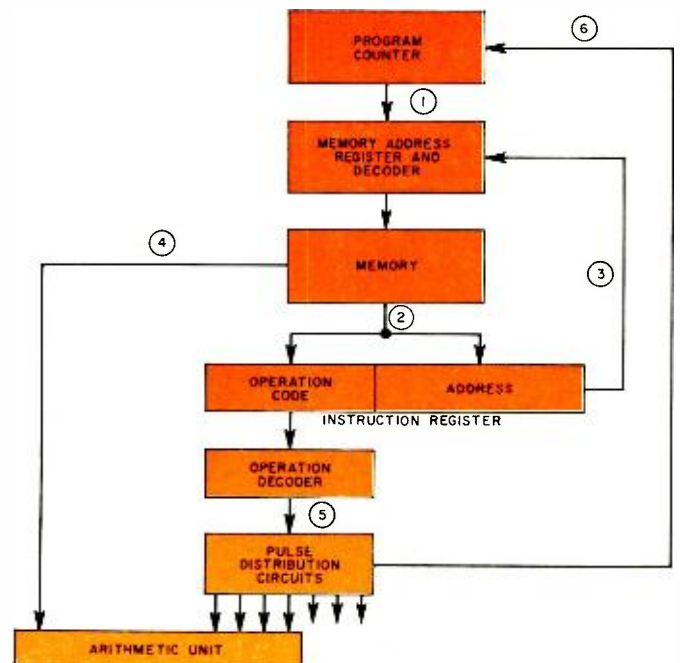 PROGRAM
COUNTER
6
1
MEMORY ADDRESS
REGISTER AND
DECODER
4
MEMORY
3
2
OPERATION
CODE
ADDRESS
INSTRUCTION REGISTER
OPERATION
DECODER
5
PULSE
DISTRIBUTION
CIRCUITS
ARITHMETIC UNIT